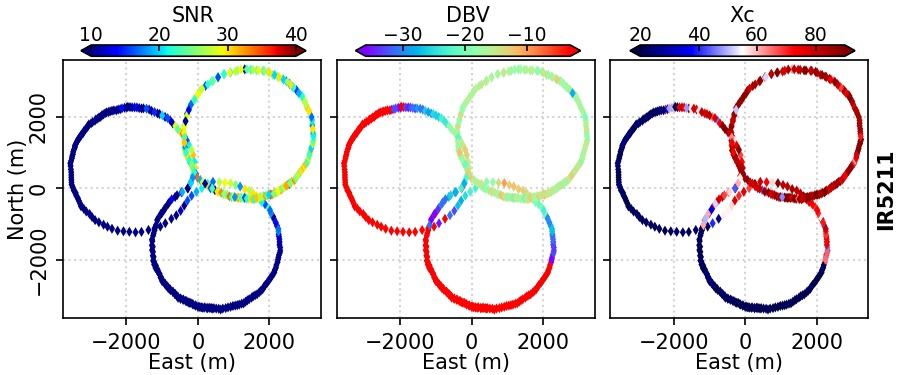 SNR DBV Xc
10 20 30 40 −30 −20 −10 20 40 60 80
2000
0
−2000
North (m)
IR5211
−2000 0 2000 −2000 0 2000 −2000 0 2000
East (m) East (m) East (m)